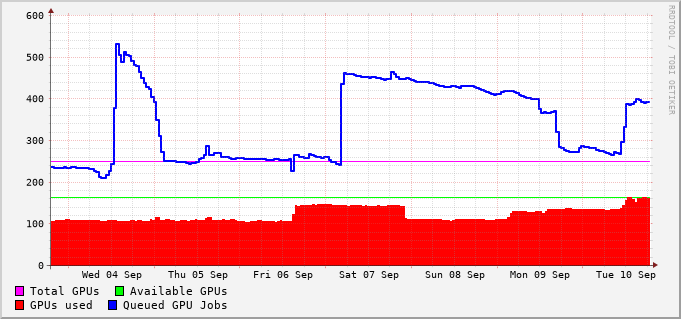 600
500
400
300
200
100
0
Wed 04 Sep Thu 05 Sep Fri 06 Sep Sat 07 Sep Sun 08 Sep Mon 09 Sep Tue 10 Sep
Total GPUs Available GPUs
GPUs used Queued GPU Jobs
RRDTOOL / TOBI OETIKER